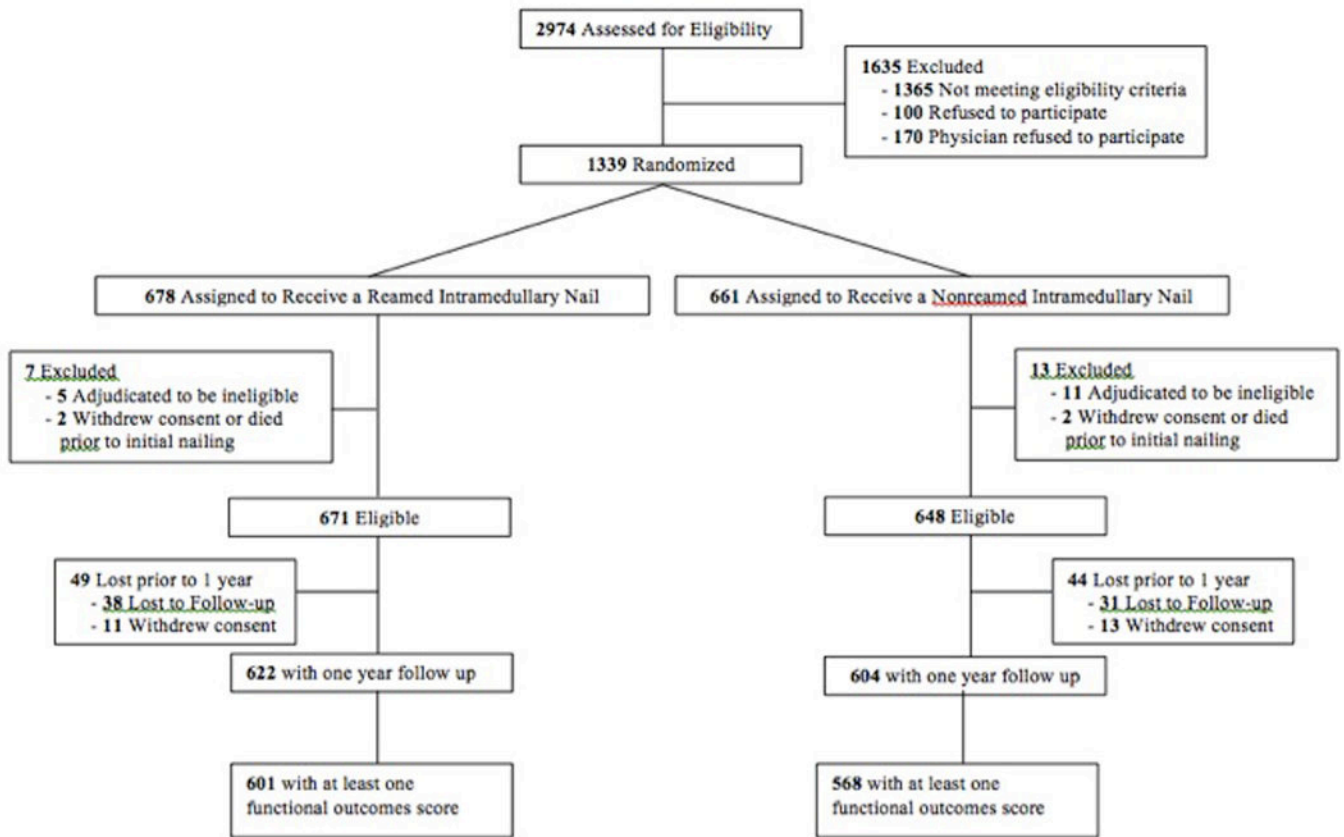 2974 Assessed for Eligibility
1635 Excluded
- 1365 Not meeting eligibility criteria
- 100 Refused to participate
- 170 Physician refused to participate
1339 Randomized
678 Assigned to Receive a Reamed Intramedullary Nail
661 Assigned to Receive a Nonreamed Intramedullary Nail
7 Excluded
- 5 Adjudicated to be ineligible
- 2 Withdrew consent or died
prior to initial nailing
13 Excluded
- 11 Adjudicated to be ineligible
- 2 Withdrew consent or died
prior to initial nailing
671 Eligible
648 Eligible
49 Lost prior to 1 year
- 38 Lost to Follow-up
- 11 Withdrew consent
44 Lost prior to 1 year
- 31 Lost to Follow-up
- 13 Withdrew consent
622 with one year follow up
604 with one year follow up
601 with at least one
functional outcomes score
568 with at least one
functional outcomes score